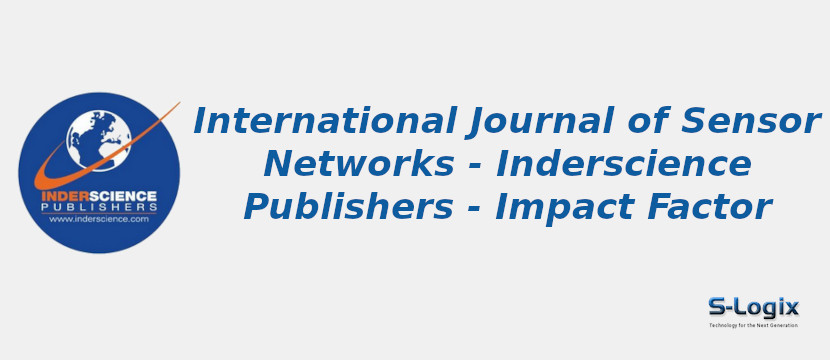 INDERSCIENCE
PUBLISHERS
www.inderscience.com
International Journal of Sensor
Networks - Inderscience
Publishers - Impact Factor
S-Logix
Technology for the Next Generation